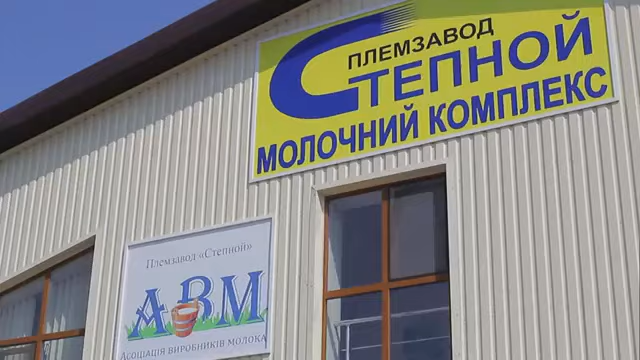 ПЛЕМЗАВОД
СТЕПНОЙ
МОЛОЧНИЙ КОМПЛЕКС
Племзавод «Степной»
АВМ
АСОЦІАЦІЯ ВИРОБНИКІВ МОЛОКА